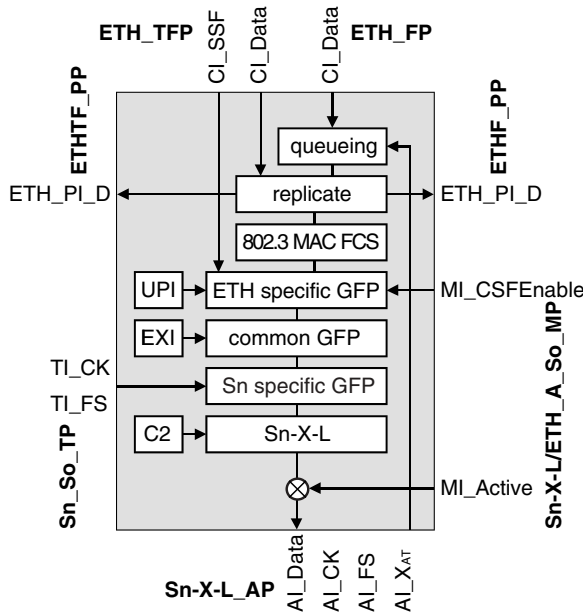 ETH_TFP
ETH_FP
CI_SSF
CI_Data
CI_Data
ETHTF_PP
ETHF_PP
queueing
ETH_PI_D
replicate
ETH_PI_D
802.3 MAC FCS
UPI
ETH specific GFP
MI_CSFEnable
EXI
common GFP
TI_CK
Sn specific GFP
TI_FS
C2
Sn-X-L
Sn_So_TP
Sn-X-L/ETH_A_So_MP
MI_Active
Sn-X-L_AP
AI_Data
AI_CK
AI_FS
AI_XAT